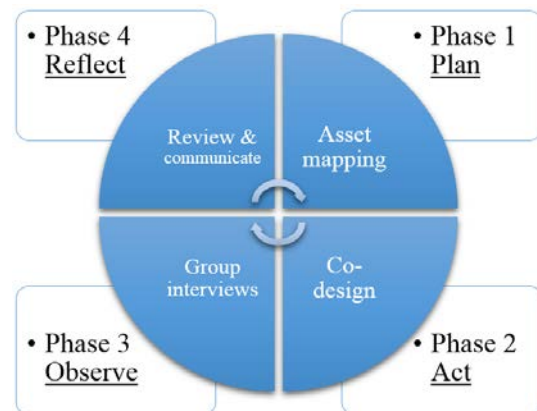 • Phase 4
Reflect
• Phase 1
Plan
Review &
communicate
Asset
mapping
Group
interviews
Co-
design
• Phase 3
Observe
• Phase 2
Act